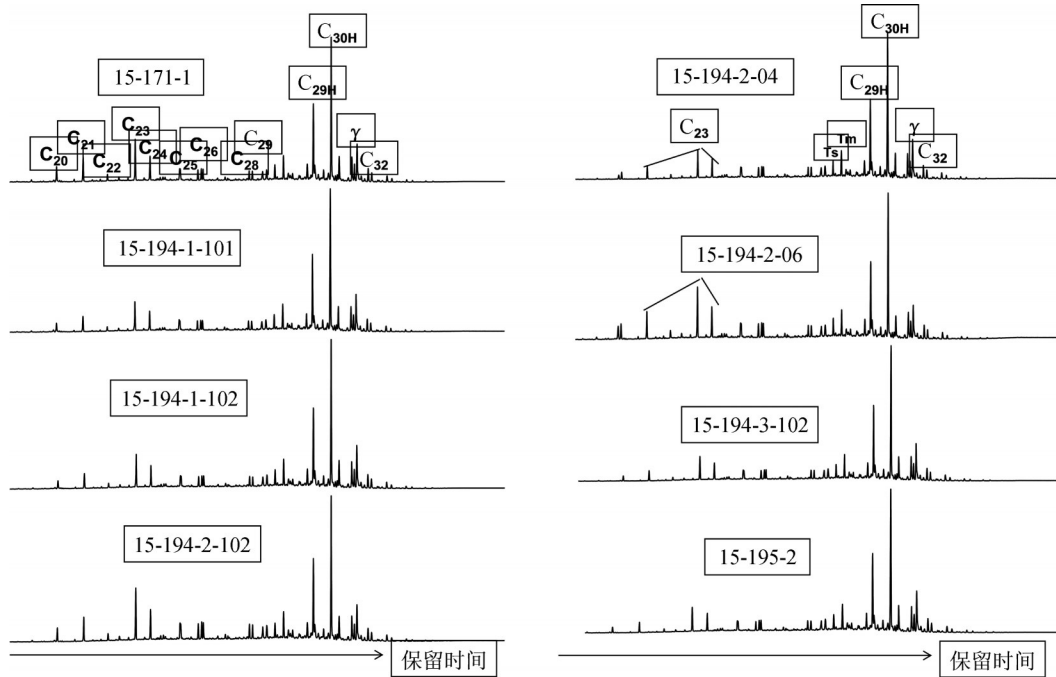 C30H
15-171-1
C29H
C20
C21
C22
C23
C24
C25
C26
C28
C29
γ
C32
15-194-1-101
15-194-1-102
15-194-2-102
保留时间
C30H
15-194-2-04
C29H
C23
Ts
Tm
γ
C32
15-194-2-06
15-194-3-102
15-195-2
保留时间